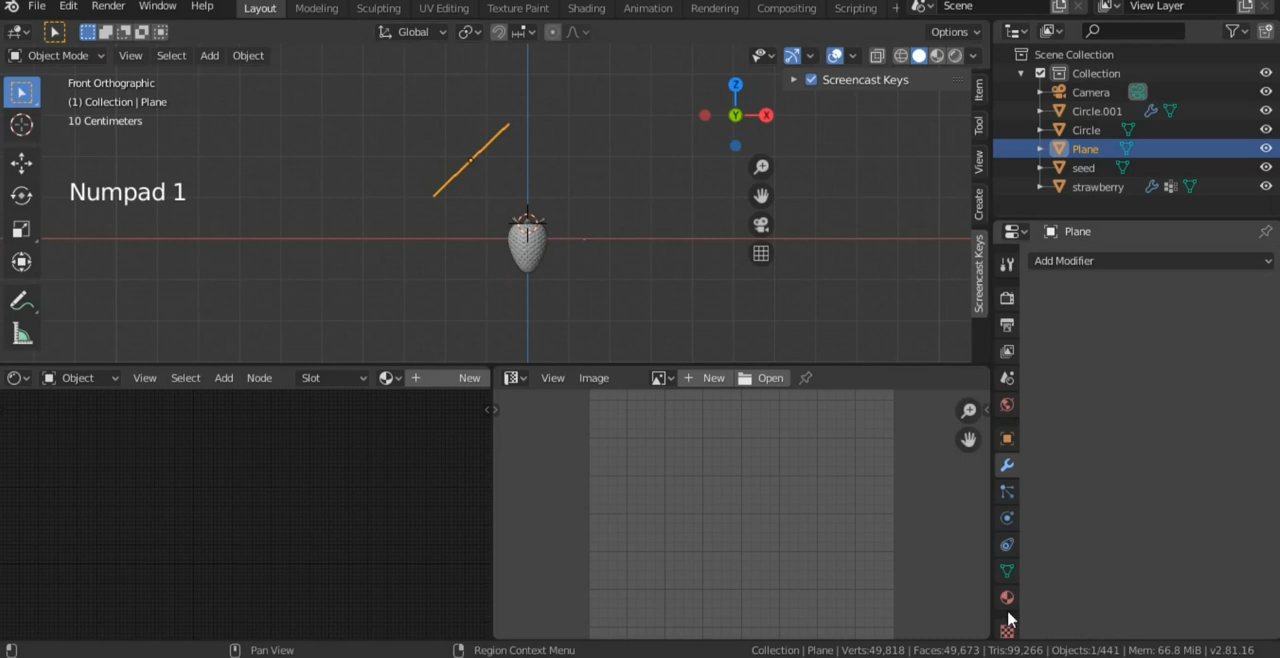 File Edit Render Window Help Layout Modeling Sculpting UV Editing Texture Paint Shading Animation Rendering Compositing Scripting + Scene View Layer
Global Options
Object Mode View Select Add Object
Front Orthographic
(1) Collection | Plane
10 Centimeters
Numpad 1
Z
Y
X
Screencast Keys
Item
Tool
View
Create
Screencast Keys
Scene Collection
Collection
Camera
Circle.001
Circle
Plane
seed
strawberry
Plane
Add Modifier
Object View Select Add Node Slot + New
View Image + New Open
Pan View Region Context Menu Collection | Plane | Verts:49,818 | Faces:49,673 | Tris:99,266 | Objects:1/441 | Mem: 66.8 MiB | v2.81.16